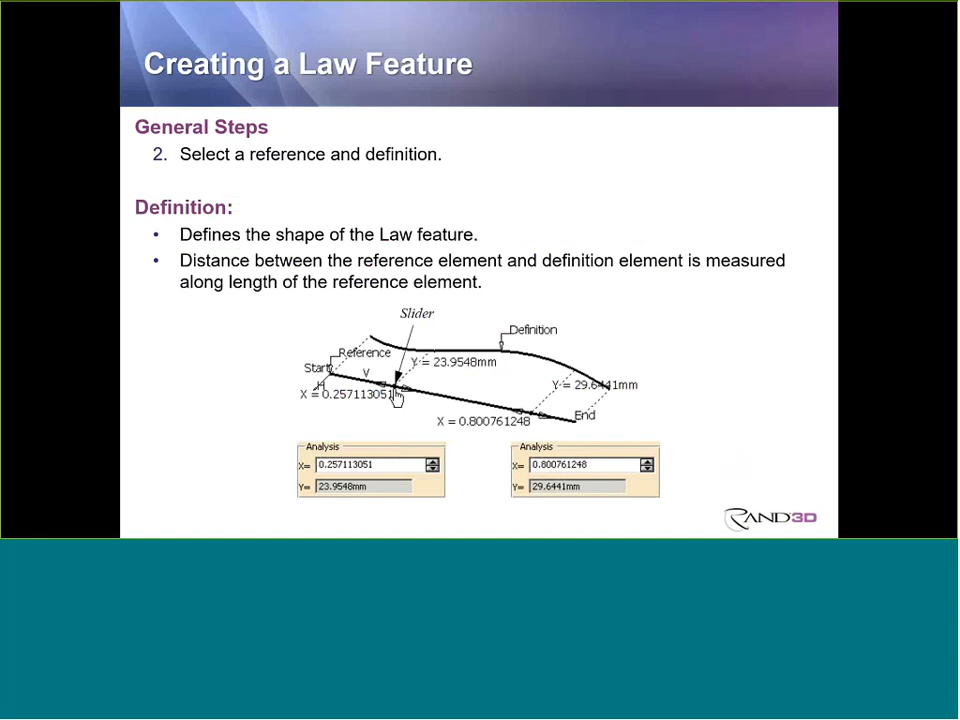 Creating a Law Feature
General Steps
2. Select a reference and definition.
Definition:
• Defines the shape of the Law feature.
• Distance between the reference element and definition element is measured
along length of the reference element.
Slider
Definition
Reference
Start
Y = 23.9548mm
V
H
X = 0.257113051
Y = 29.6441mm
End
X = 0.800761248
Analysis
X= 0.257113051
Y= 23.9548mm
Analysis
X= 0.800761248
Y= 29.6441mm
RAND3D